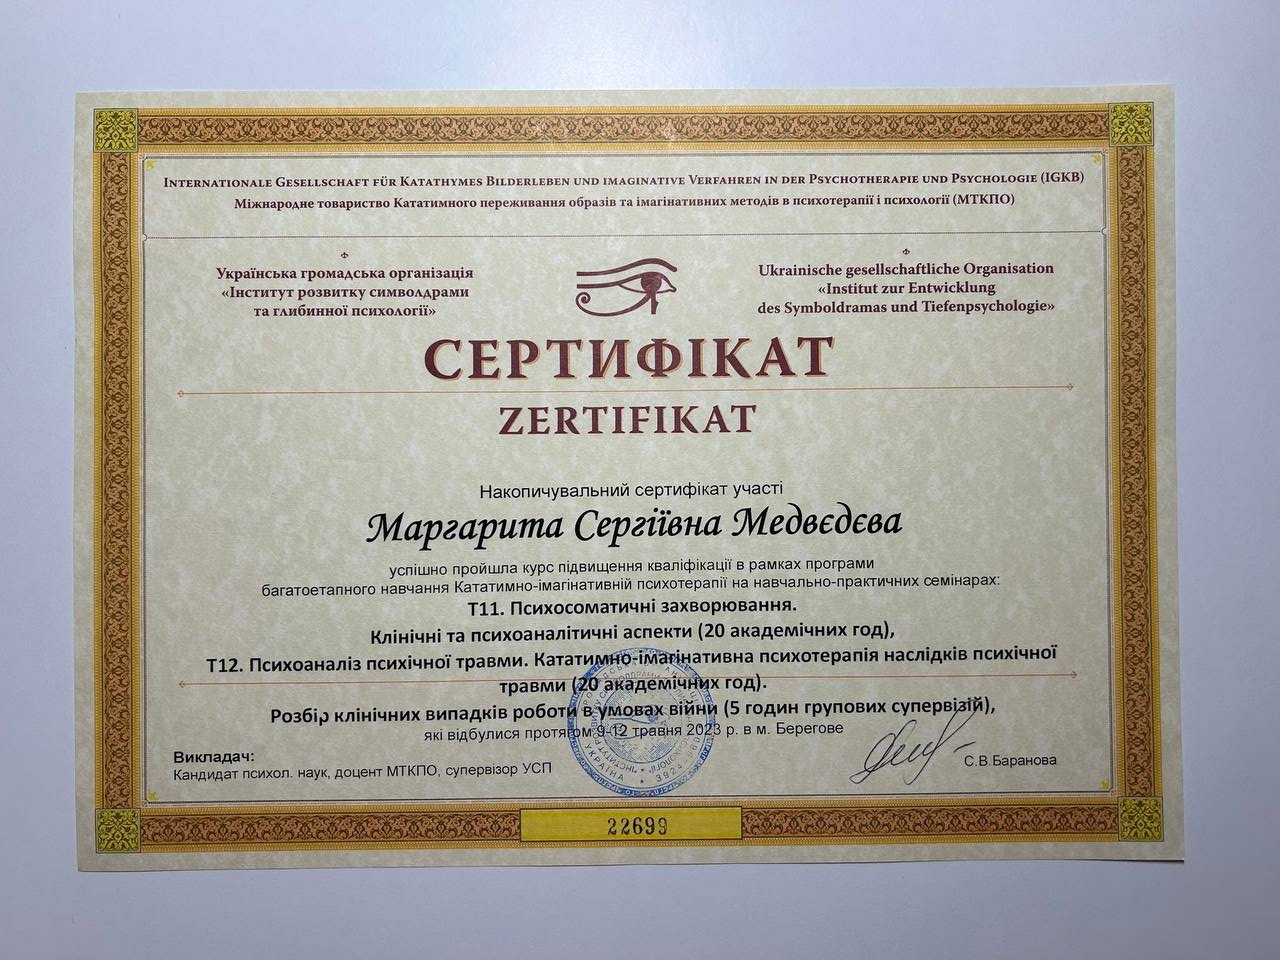 Internationale Gesellschaft für Katathymes Bilderleben und imaginative Verfahren in der Psychotherapie und Psychologie (IGKB)
Міжнародне товариство Кататимного переживання образів та імагінативних методів в психотерапії і психології (МТКПО)
Українська громадська організація
«Інститут розвитку символдрами
та глибинної психології»
Ukrainische gesellschaftliche Organisation
«Institut zur Entwicklung
des Symboldramas und Tiefenpsychologie»
СЕРТИФІКАТ
ZERTIFIKAT
Накопичувальний сертифікат участі
Маргарита Сергіївна Медвєдєва
успішно пройшла курс підвищення кваліфікації в рамках програми
багатоетапного навчання Кататимно-імагінативній психотерапії на навчально-практичних семінарах:
Т11. Психосоматичні захворювання.
Клінічні та психоаналітичні аспекти (20 академічних год),
Т12. Психоаналіз психічної травми. Кататимно-імагінативна психотерапія наслідків психічної
травми (20 академічних год).
Розбір клінічних випадків роботи в умовах війни (5 годин групових супервізій),
які відбулися протягом 9-12 травня 2023 р. в м. Берегове
Викладач:
Кандидат психол. наук, доцент МТКПО, супервізор УСП
С.В.Баранова
УКРАЇНА
22699